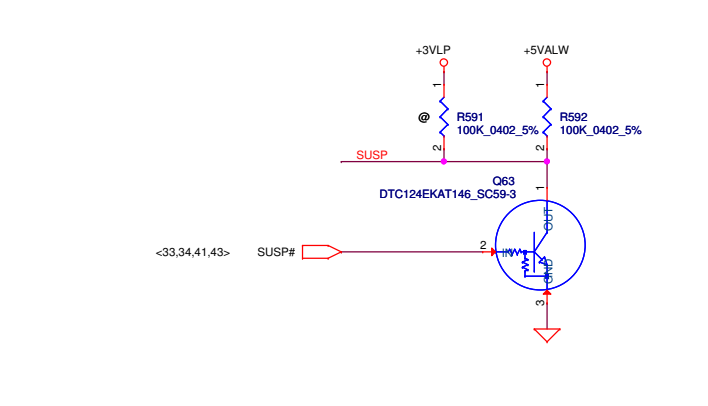 +3VLP
+5VALW
1
1
@
R591
100K_0402_5%
R592
100K_0402_5%
2
2
SUSP
Q63
DTC124EKAT146_SC59-3
1
OUT
<33,34,41,43>
SUSP#
2
IN
GND
3